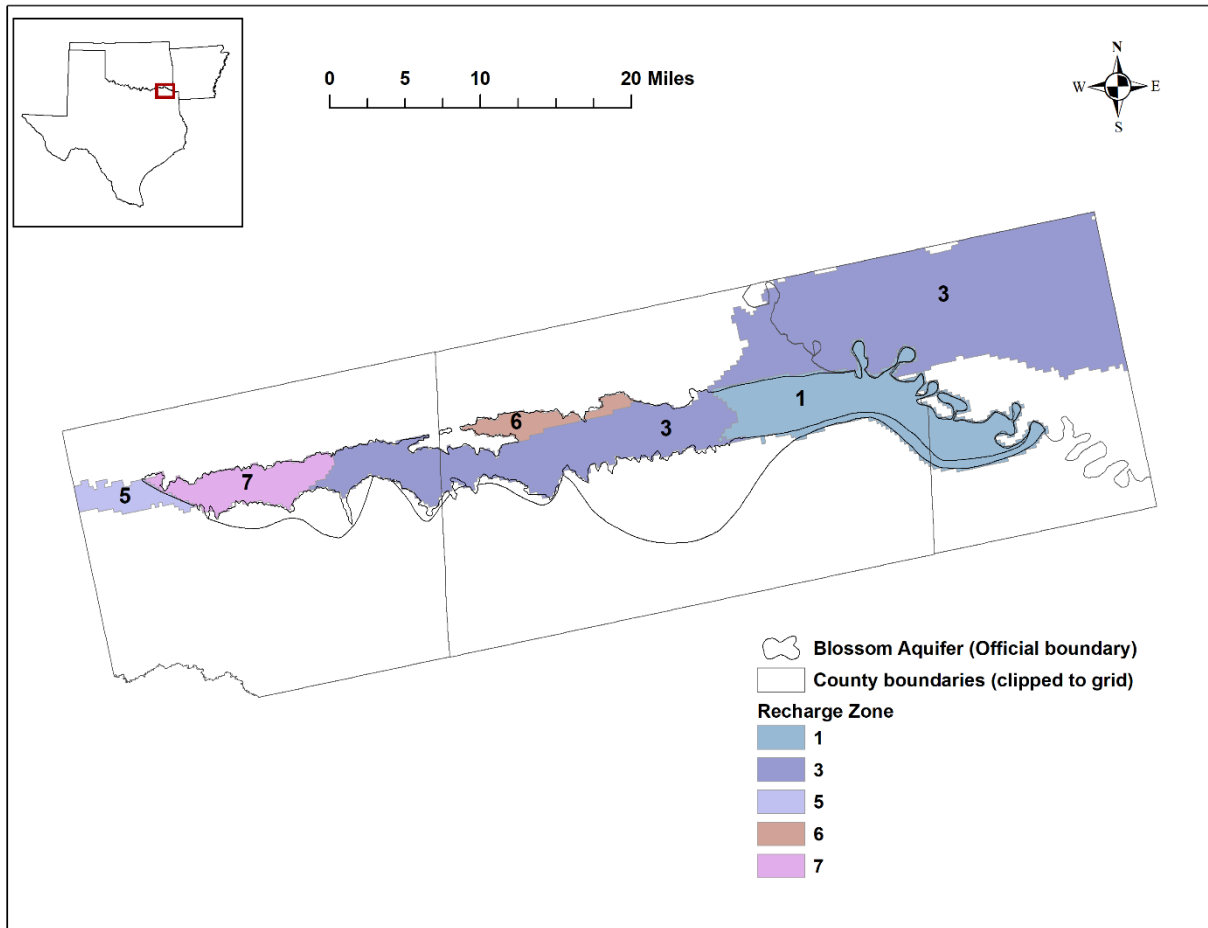 N
W E
S
0 5 10 20 Miles
3
1
6
3
7
5
Blossom Aquifer (Official boundary)
County boundaries (clipped to grid)
Recharge Zone
1
3
5
6
7